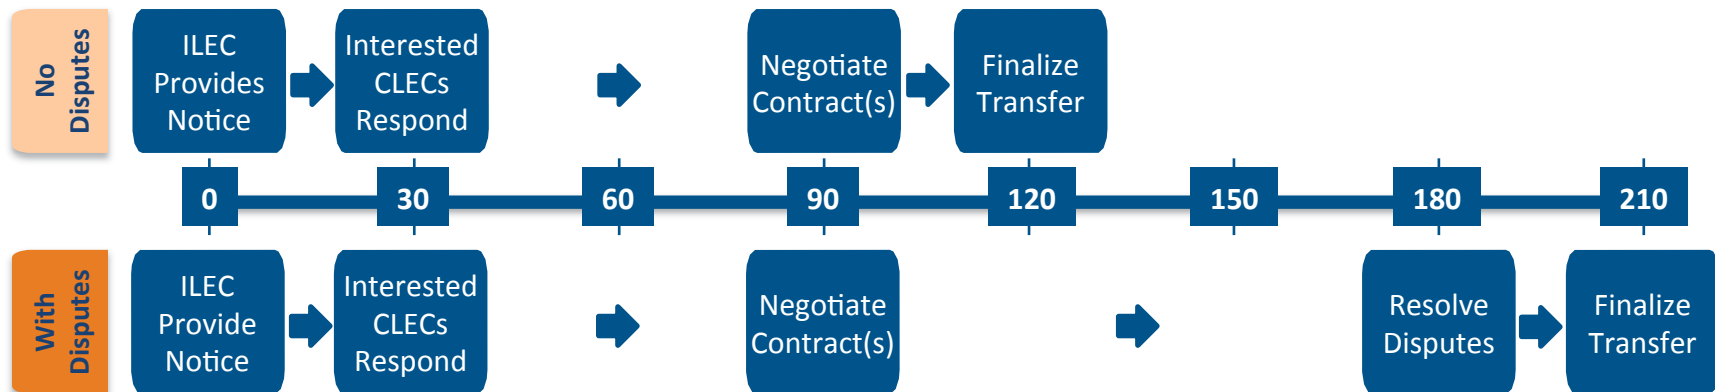 No
Disputes
ILEC
Provides
Notice
Interested
CLECs
Respond
Negotiate
Contract(s)
Finalize
Transfer
0 30 60 90 120 150 180 210
With
Disputes
ILEC
Provide
Notice
Interested
CLECs
Respond
Negotiate
Contract(s)
Resolve
Disputes
Finalize
Transfer